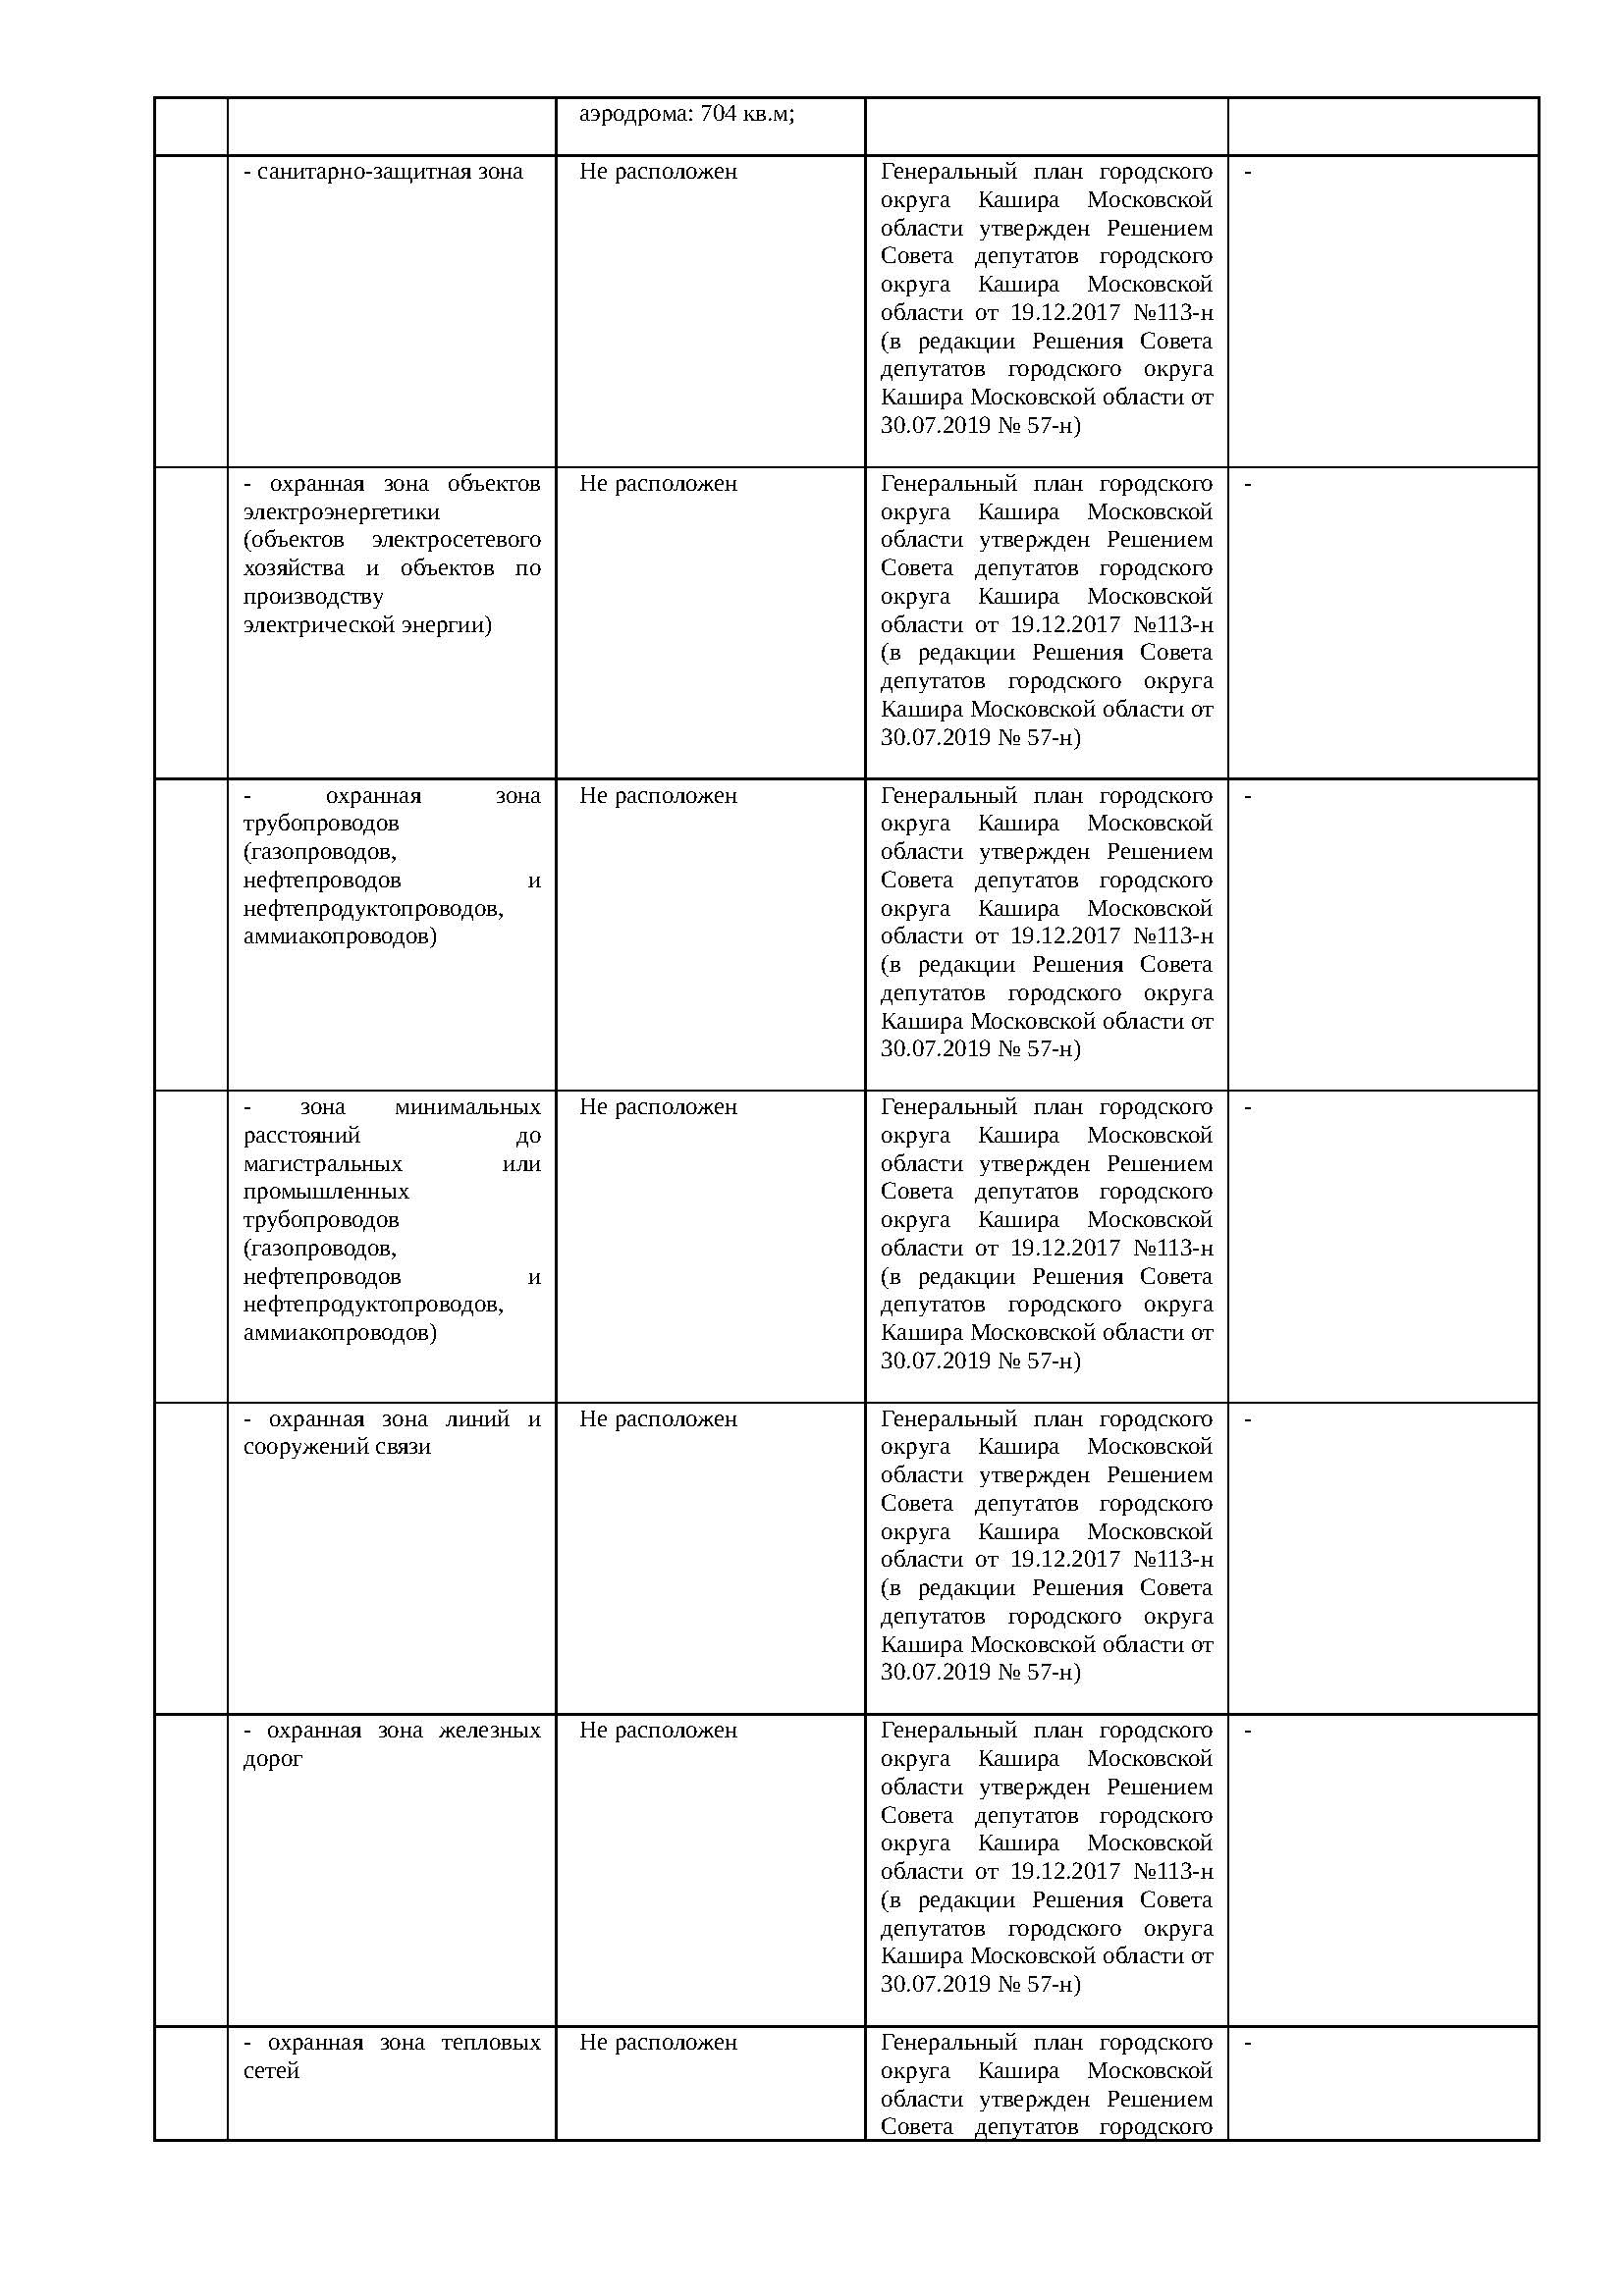 аэродрома: 704 кв.м;
- санитарно-защитная зона
Не расположен
Генеральный план городского
округа Кашира Московской
области утвержден Решением
Совета депутатов городского
округа Кашира Московской
области от 19.12.2017 №113-н
(в редакции Решения Совета
депутатов городского округа
Кашира Московской области от
30.07.2019 № 57-н)
-
- охранная зона объектов
электроэнергетики
(объектов электросетевого
хозяйства и объектов по
производству
электрической энергии)
Не расположен
Генеральный план городского
округа Кашира Московской
области утвержден Решением
Совета депутатов городского
округа Кашира Московской
области от 19.12.2017 №113-н
(в редакции Решения Совета
депутатов городского округа
Кашира Московской области от
30.07.2019 № 57-н)
-
- охранная зона
трубопроводов
(газопроводов,
нефтепроводов и
нефтепродуктопроводов,
аммиакопроводов)
Не расположен
Генеральный план городского
округа Кашира Московской
области утвержден Решением
Совета депутатов городского
округа Кашира Московской
области от 19.12.2017 №113-н
(в редакции Решения Совета
депутатов городского округа
Кашира Московской области от
30.07.2019 № 57-н)
-
- зона минимальных
расстояний до
магистральных или
промышленных
трубопроводов
(газопроводов,
нефтепроводов и
нефтепродуктопроводов,
аммиакопроводов)
Не расположен
Генеральный план городского
округа Кашира Московской
области утвержден Решением
Совета депутатов городского
округа Кашира Московской
области от 19.12.2017 №113-н
(в редакции Решения Совета
депутатов городского округа
Кашира Московской области от
30.07.2019 № 57-н)
-
- охранная зона линий и
сооружений связи
Не расположен
Генеральный план городского
округа Кашира Московской
области утвержден Решением
Совета депутатов городского
округа Кашира Московской
области от 19.12.2017 №113-н
(в редакции Решения Совета
депутатов городского округа
Кашира Московской области от
30.07.2019 № 57-н)
-
- охранная зона железных
дорог
Не расположен
Генеральный план городского
округа Кашира Московской
области утвержден Решением
Совета депутатов городского
округа Кашира Московской
области от 19.12.2017 №113-н
(в редакции Решения Совета
депутатов городского округа
Кашира Московской области от
30.07.2019 № 57-н)
-
- охранная зона тепловых
сетей
Не расположен
Генеральный план городского
округа Кашира Московской
области утвержден Решением
Совета депутатов городского
-